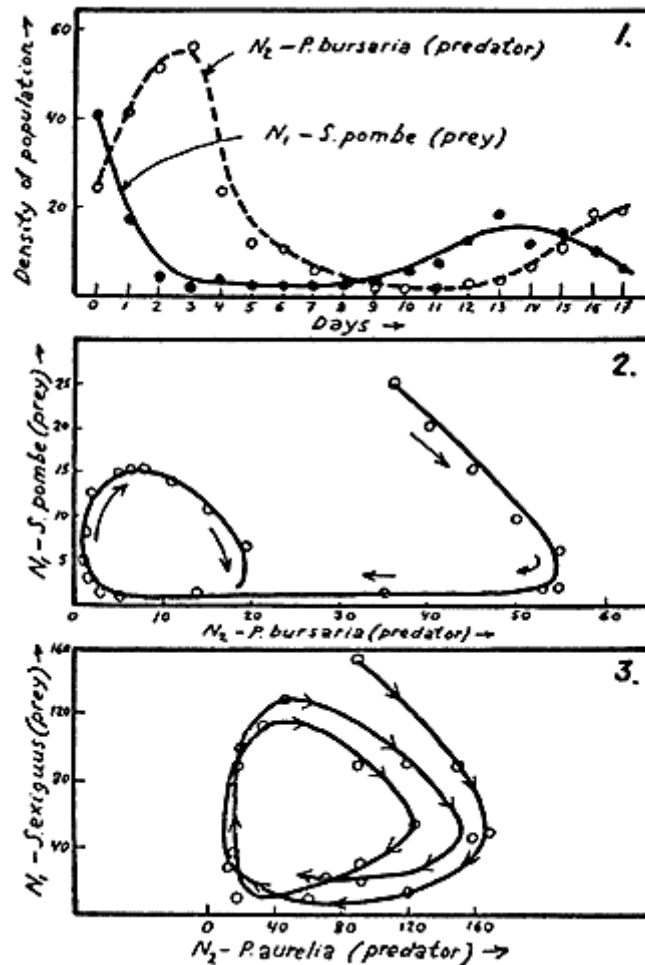 1.
N₂ – P. bursaria (predator)
N₁ – S. pombe (prey)
Density of population →
60
40
20
0 1 2 3 4 5 6 7 8 9 10 11 12 13 14 15 16 17
Days →
2.
N₁ – S. pombe (prey) →
25
20
15
10
5
0 10 20 30 40 50 60
N₂ – P. bursaria (predator) →
3.
N₁ – S. exiguus (prey) →
160
120
80
40
0 40 80 120 160
N₂ – P. aurelia (predator) →